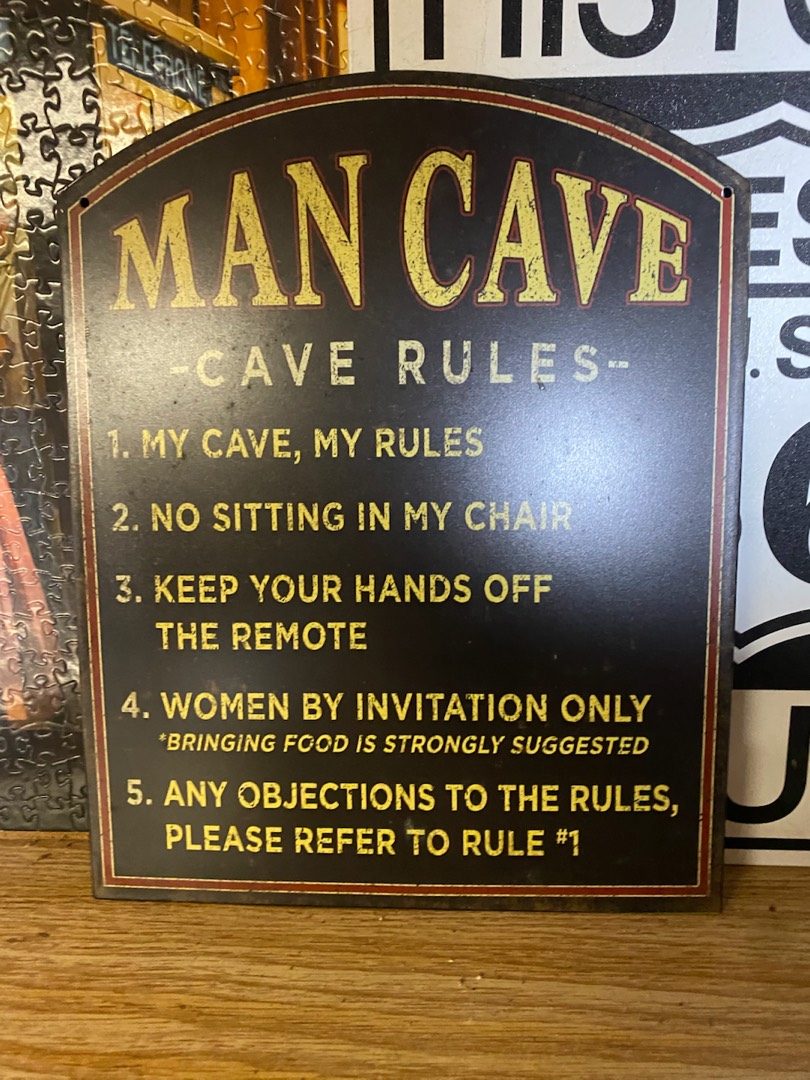 TELEPHONE
MAN CAVE
-CAVE RULES-
1. MY CAVE, MY RULES
2. NO SITTING IN MY CHAIR
3. KEEP YOUR HANDS OFF
THE REMOTE
4. WOMEN BY INVITATION ONLY
*BRINGING FOOD IS STRONGLY SUGGESTED
5. ANY OBJECTIONS TO THE RULES,
PLEASE REFER TO RULE #1